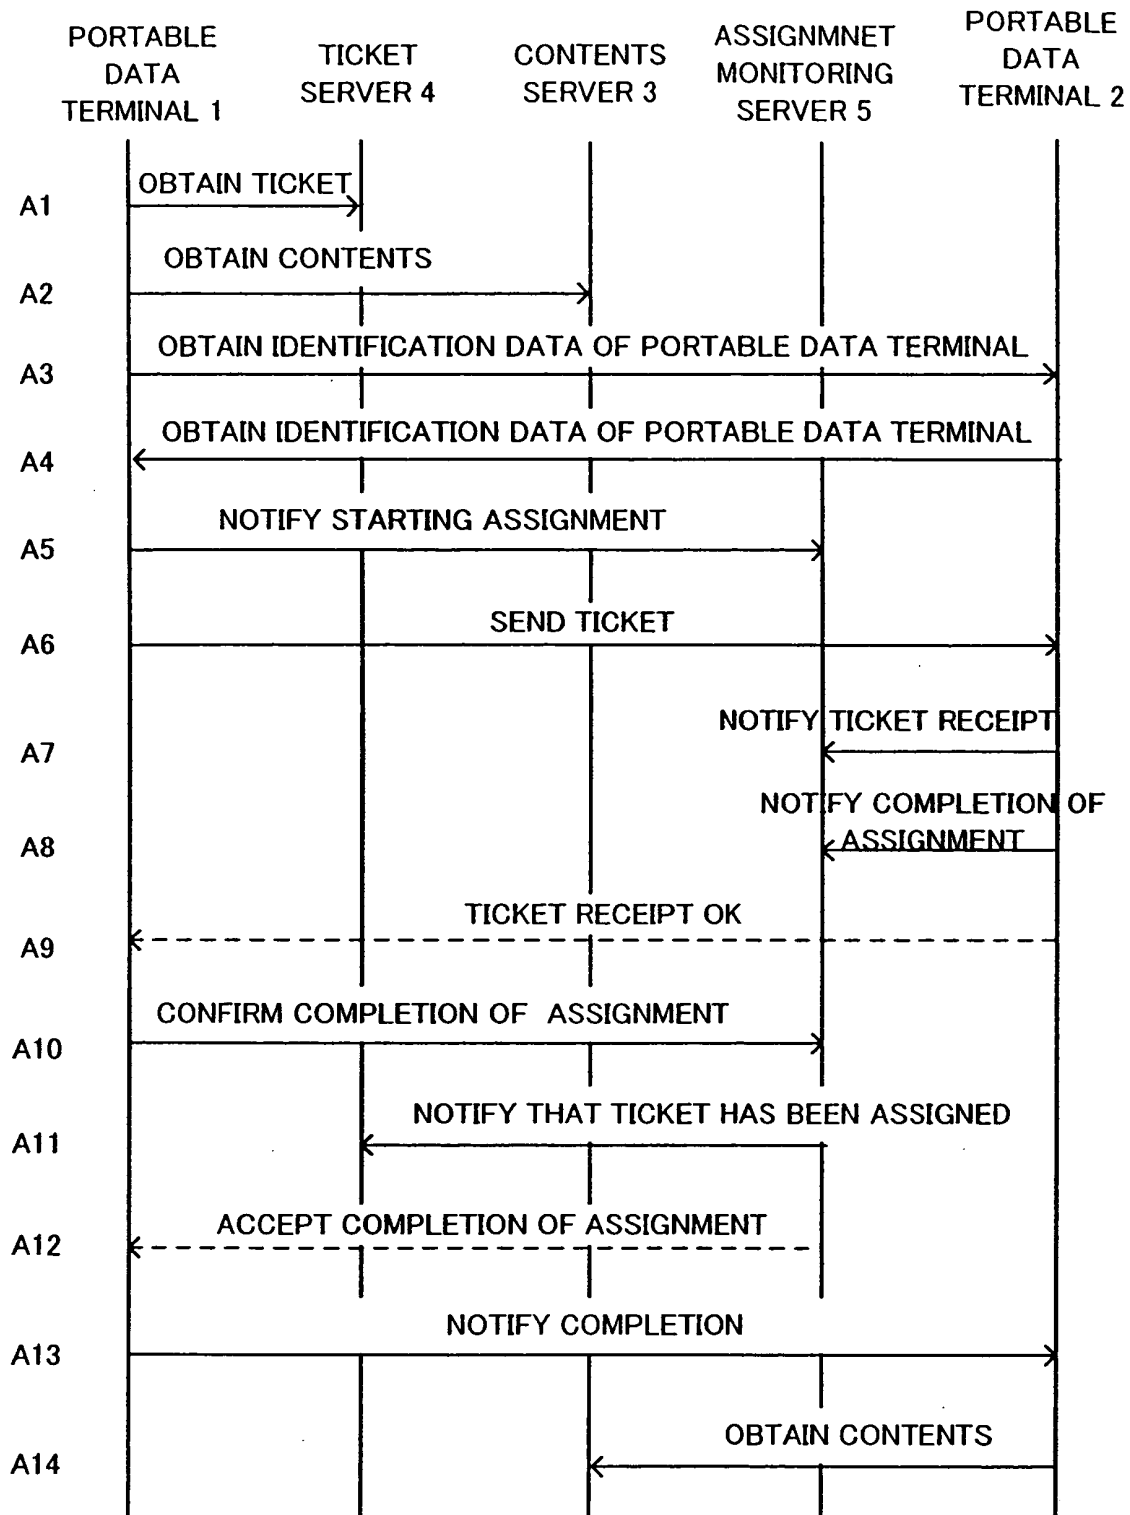 PORTABLE
DATA
TERMINAL 1
TICKET
SERVER 4
CONTENTS
SERVER 3
ASSIGNMNET
MONITORING
SERVER 5
PORTABLE
DATA
TERMINAL 2
A1
OBTAIN TICKET
A2
OBTAIN CONTENTS
A3
OBTAIN IDENTIFICATION DATA OF PORTABLE DATA TERMINAL
A4
OBTAIN IDENTIFICATION DATA OF PORTABLE DATA TERMINAL
A5
NOTIFY STARTING ASSIGNMENT
A6
SEND TICKET
A7
NOTIFY TICKET RECEIPT
A8
NOTIFY COMPLETION OF
ASSIGNMENT
A9
TICKET RECEIPT OK
A10
CONFIRM COMPLETION OF ASSIGNMENT
A11
NOTIFY THAT TICKET HAS BEEN ASSIGNED
A12
ACCEPT COMPLETION OF ASSIGNMENT
A13
NOTIFY COMPLETION
A14
OBTAIN CONTENTS